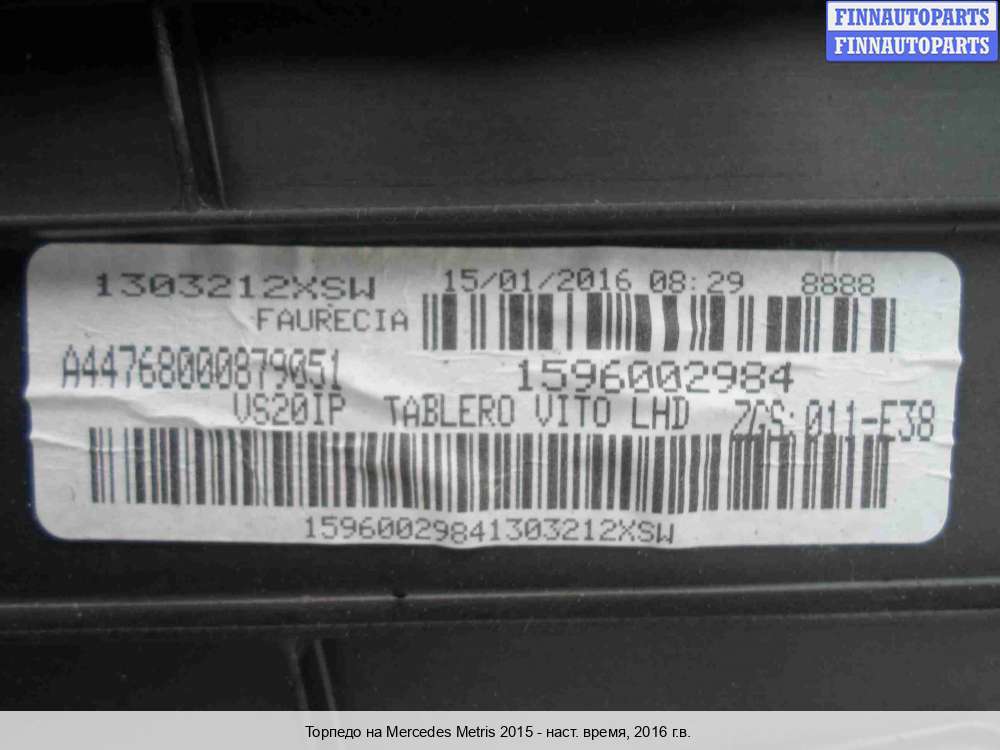 FINNAUTOPARTS
FINNAUTOPARTS
1303212XSW 15/01/2016 08:29 8888
FAURECIA
A44768000879051 1596002984
VS20IP TABLERO VITO LHD ZGS:011-E38
15960029841303212XSW
Торпедо на Mercedes Metris 2015 - наст. время, 2016 г.в.